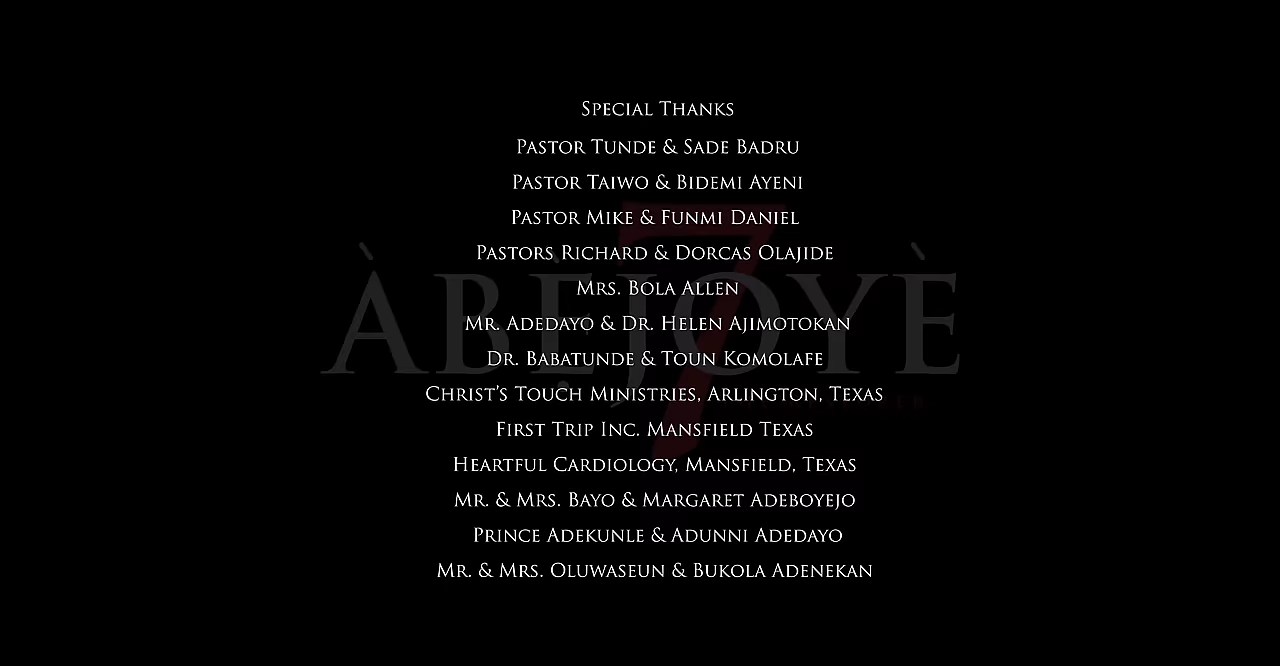 Special Thanks
Pastor Tunde & Sade Badru
Pastor Taiwo & Bidemi Ayeni
Pastor Mike & Funmi Daniel
Pastors Richard & Dorcas Olajide
Mrs. Bola Allen
Mr. Adedayo & Dr. Helen Ajimotokan
Dr. Babatunde & Toun Komolafe
Christ's Touch Ministries, Arlington, Texas
First Trip Inc. Mansfield Texas
Heartful Cardiology, Mansfield, Texas
Mr. & Mrs. Bayo & Margaret Adeboyejo
Prince Adekunle & Adunni Adedayo
Mr. & Mrs. Oluwaseun & Bukola Adenekan
ÀBẸJOYÈ
7